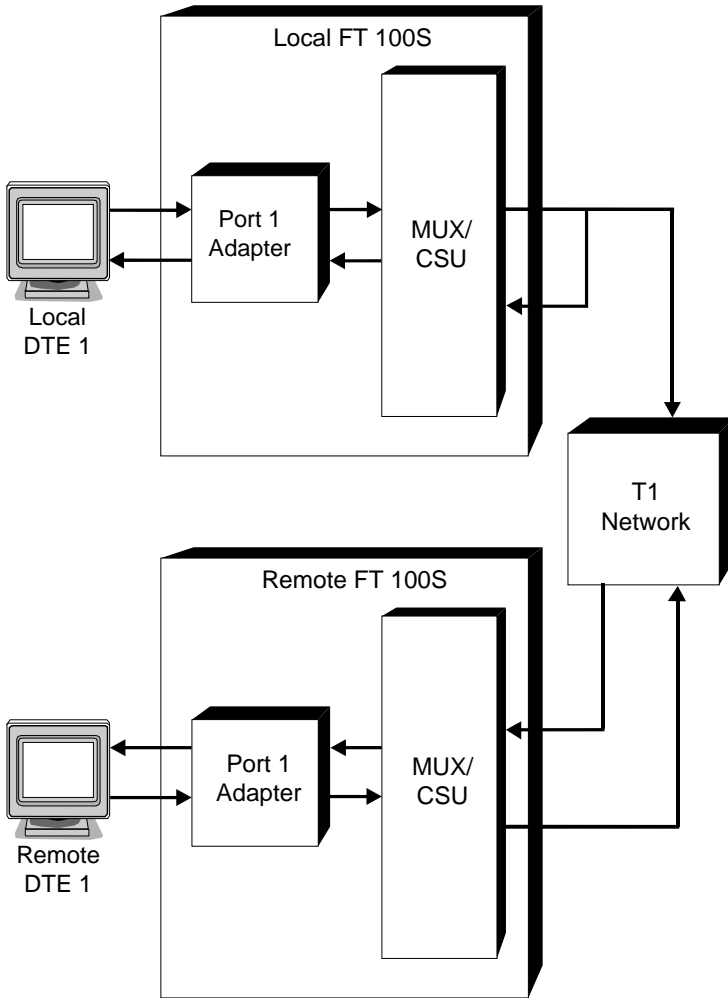 Local FT 100S
Port 1
Adapter
MUX/
CSU
Local
DTE 1
T1
Network
Remote FT 100S
Port 1
Adapter
MUX/
CSU
Remote
DTE 1